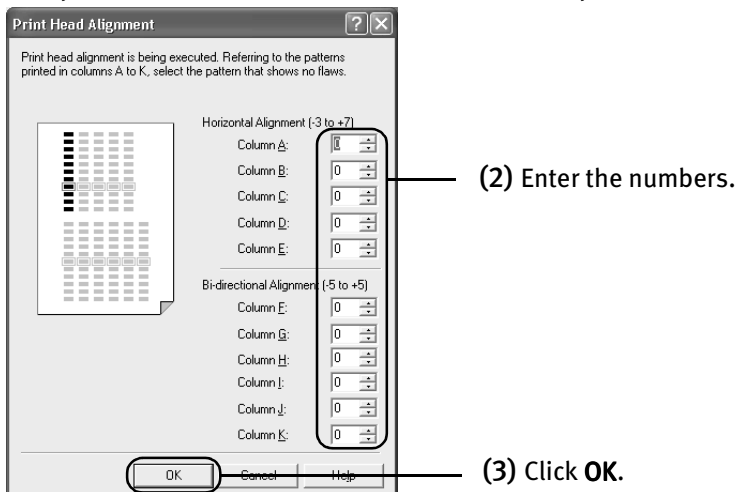 Print Head Alignment
Print head alignment is being executed. Referring to the patterns
printed in columns A to K, select the pattern that shows no flaws.
Horizontal Alignment (-3 to +7)
Column A: 0
Column B: 0
Column C: 0
Column D: 0
Column E: 0
(2) Enter the numbers.
Bi-directional Alignment (-5 to +5)
Column F: 0
Column G: 0
Column H: 0
Column I: 0
Column J: 0
Column K: 0
OK Cancel Help
(3) Click OK.